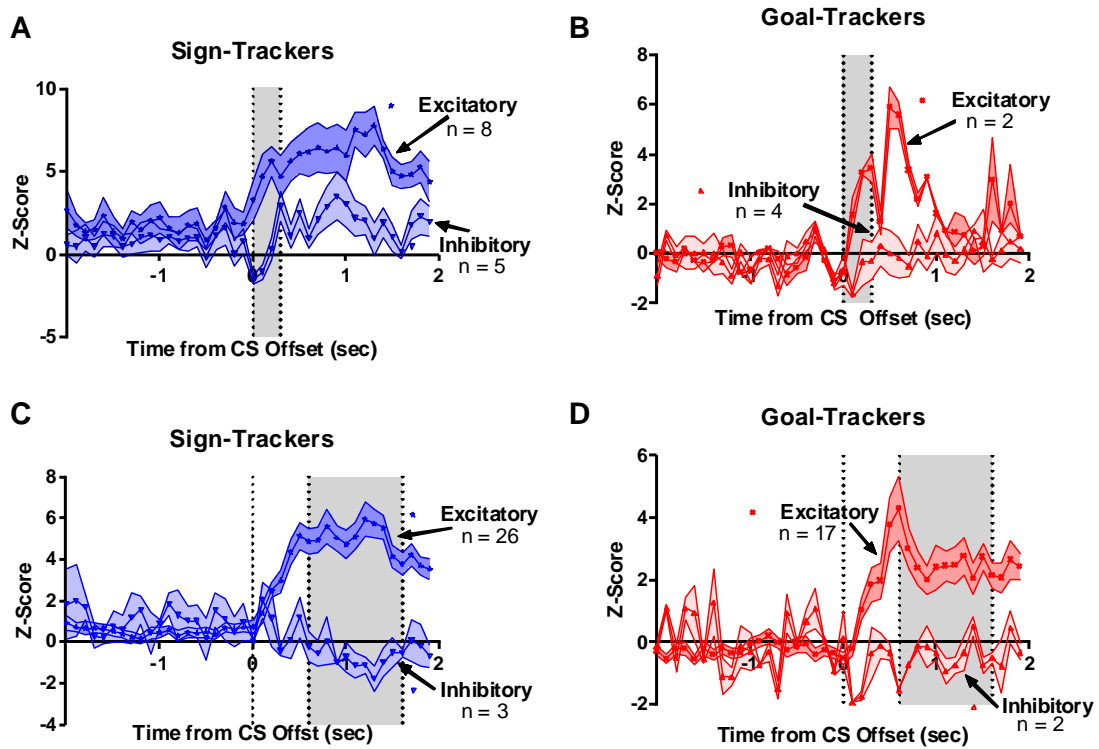 A
Sign-Trackers
10
5
0
-5
Z-Score
-1
0
1
2
Excitatory
n = 8
Inhibitory
n = 5
Time from CS Offset (sec)
B
Goal-Trackers
8
6
4
2
0
-2
Z-Score
-1
0
1
2
Excitatory
n = 2
Inhibitory
n = 4
Time from CS Offset (sec)
C
Sign-Trackers
8
6
4
2
0
-2
-4
Z-Score
-1
0
1
2
Excitatory
n = 26
Inhibitory
n = 3
Time from CS Offst (sec)
D
Goal-Trackers
6
4
2
0
-2
Z-Score
-1
0
1
2
Excitatory
n = 17
Inhibitory
n = 2
Time from CS Offset (sec)